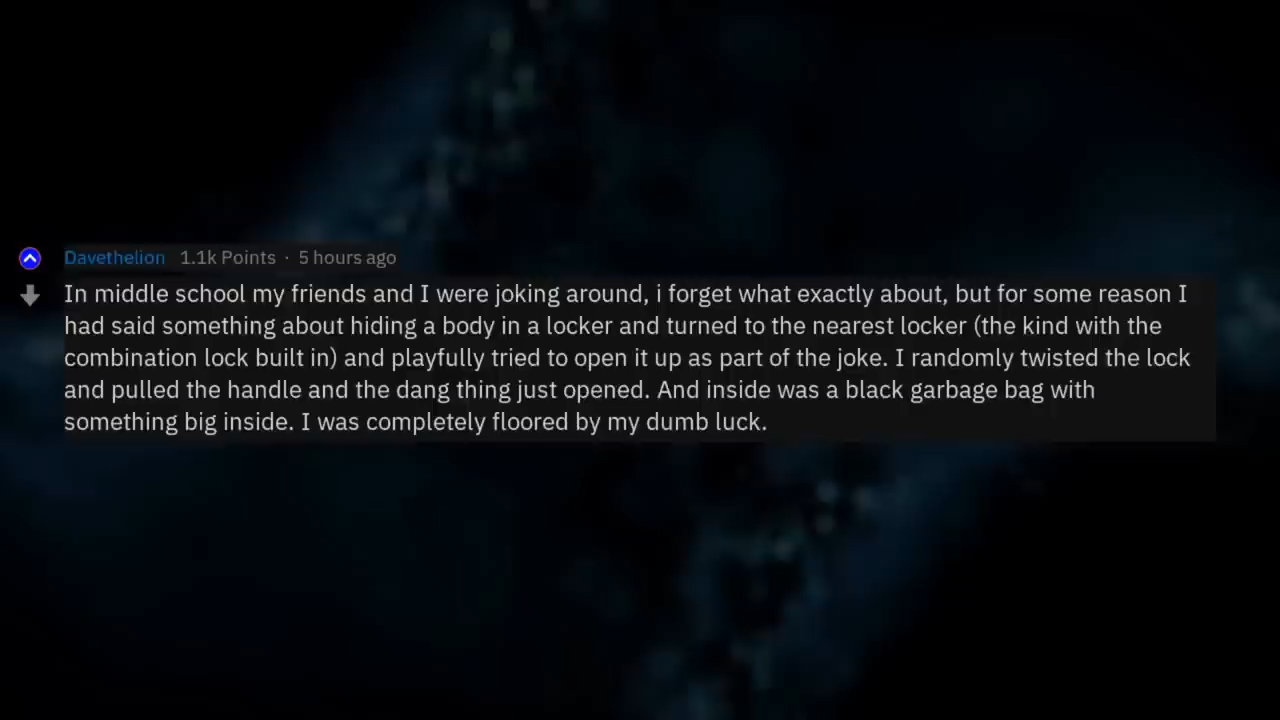 Davethelion 1.1k Points · 5 hours ago
In middle school my friends and I were joking around, i forget what exactly about, but for some reason I
had said something about hiding a body in a locker and turned to the nearest locker (the kind with the
combination lock built in) and playfully tried to open it up as part of the joke. I randomly twisted the lock
and pulled the handle and the dang thing just opened. And inside was a black garbage bag with
something big inside. I was completely floored by my dumb luck.